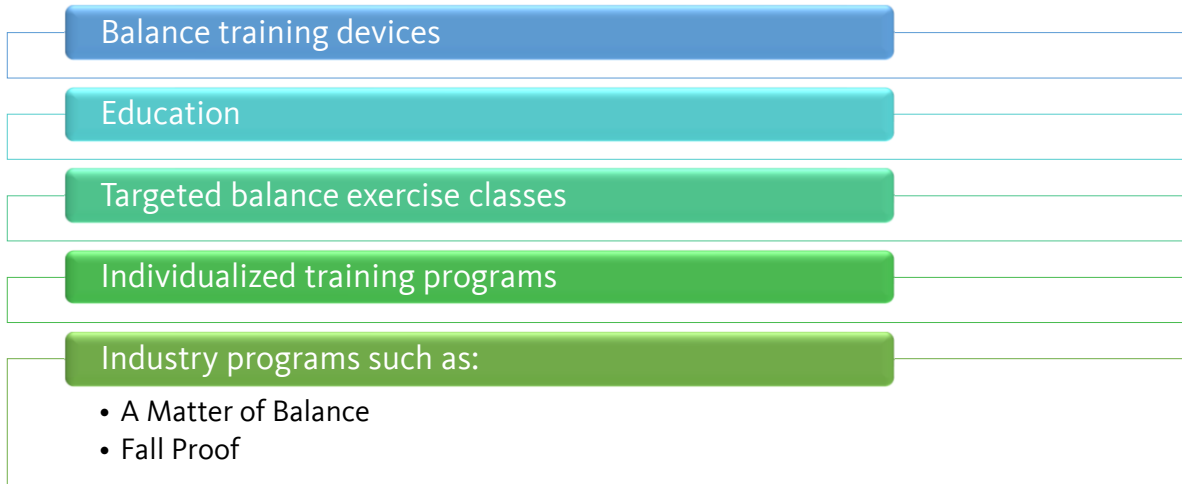 Balance training devices
Education
Targeted balance exercise classes
Individualized training programs
Industry programs such as:
• A Matter of Balance
• Fall Proof